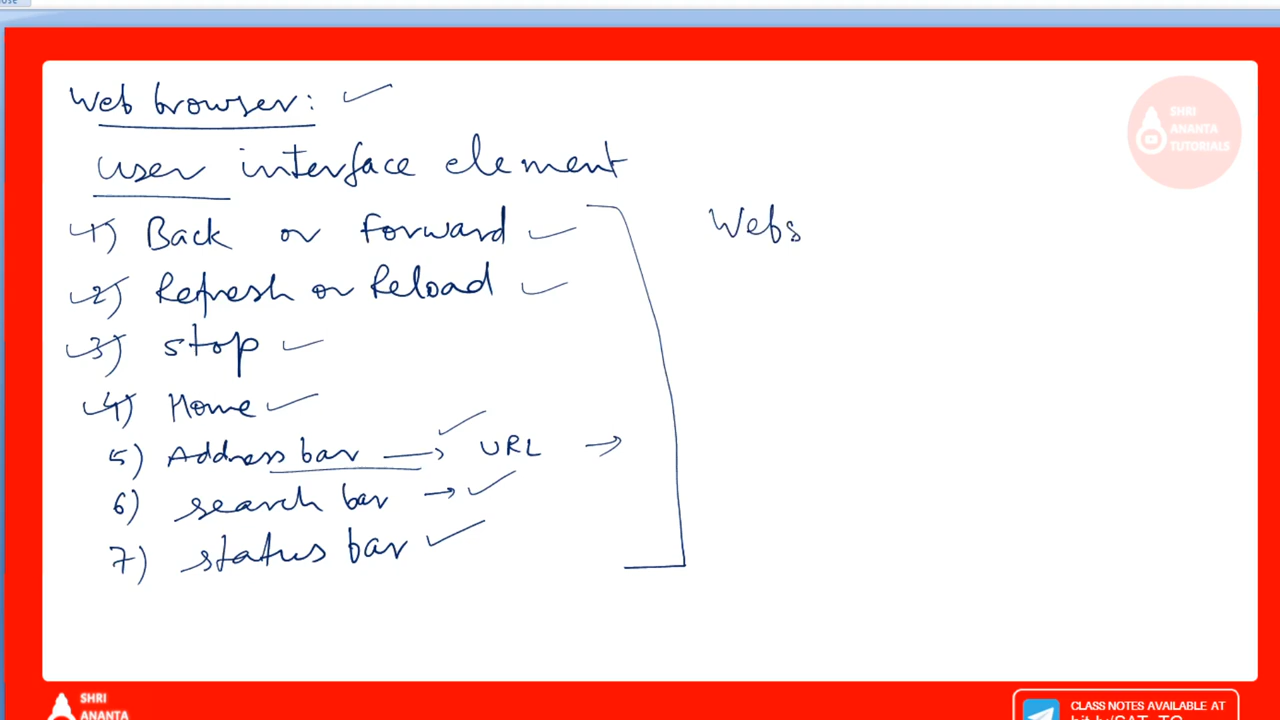 Web browser:
user interface element
1) Back or Forward
2) Refresh or Reload
3) stop
4) Home
5) Address bar → URL →
6) search bar →
7) status bar
Webs
SHRI
ANANTA
TUTORIALS
SHRI
ANANTA
CLASS NOTES AVAILABLE AT